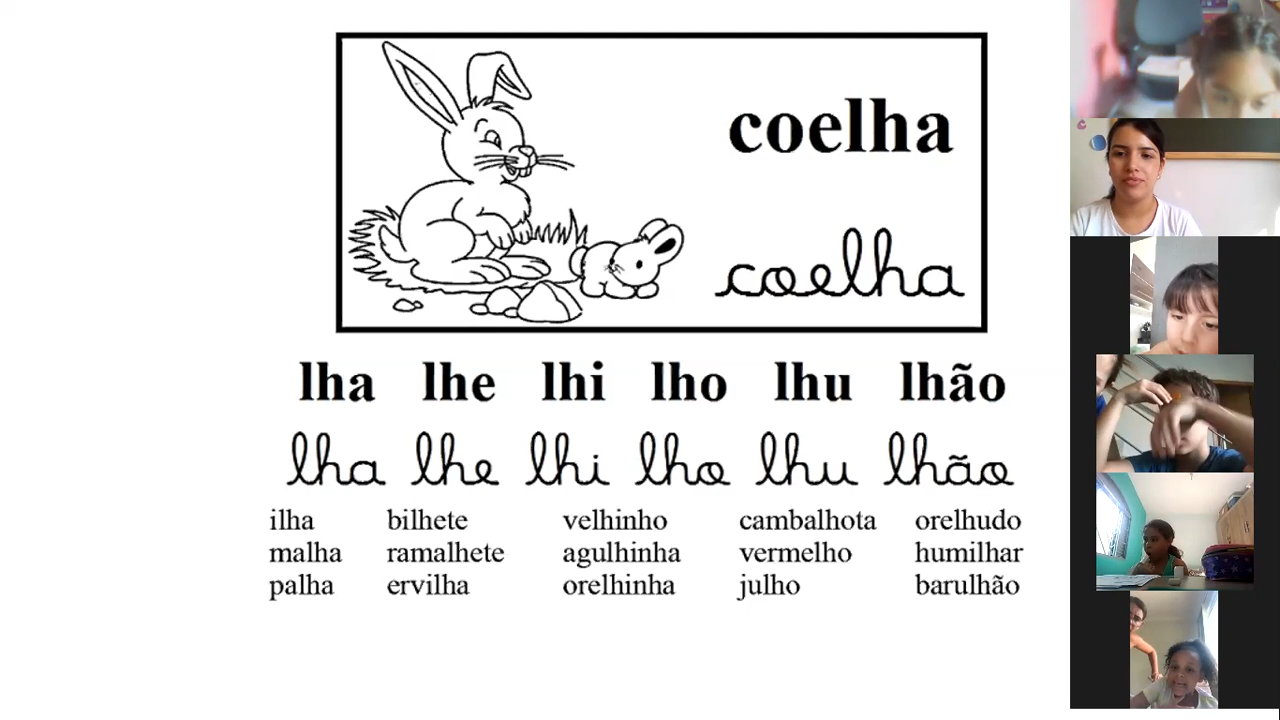 coelha
coelha
lha lhe lhi lho lhu lhão
lha lhe lhi lho lhu lhão
ilha bilhete velhinho cambalhota orelhudo
malha ramalhete agulhinha vermelho humilhar
palha ervilha orelhinha julho barulhão